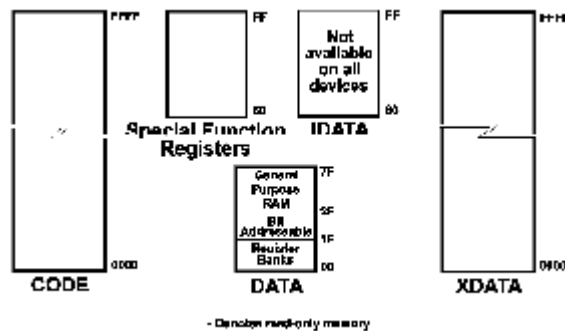 FFFF
FF
FF
FFFF
Not
available
on all
devices
80
80
Special Function
Registers
IDATA
General
Purpose
RAM
Bit
Addressable
Register
Banks
7F
2F
1F
00
0000
0000
CODE
DATA
XDATA
- Denotes read-only memory